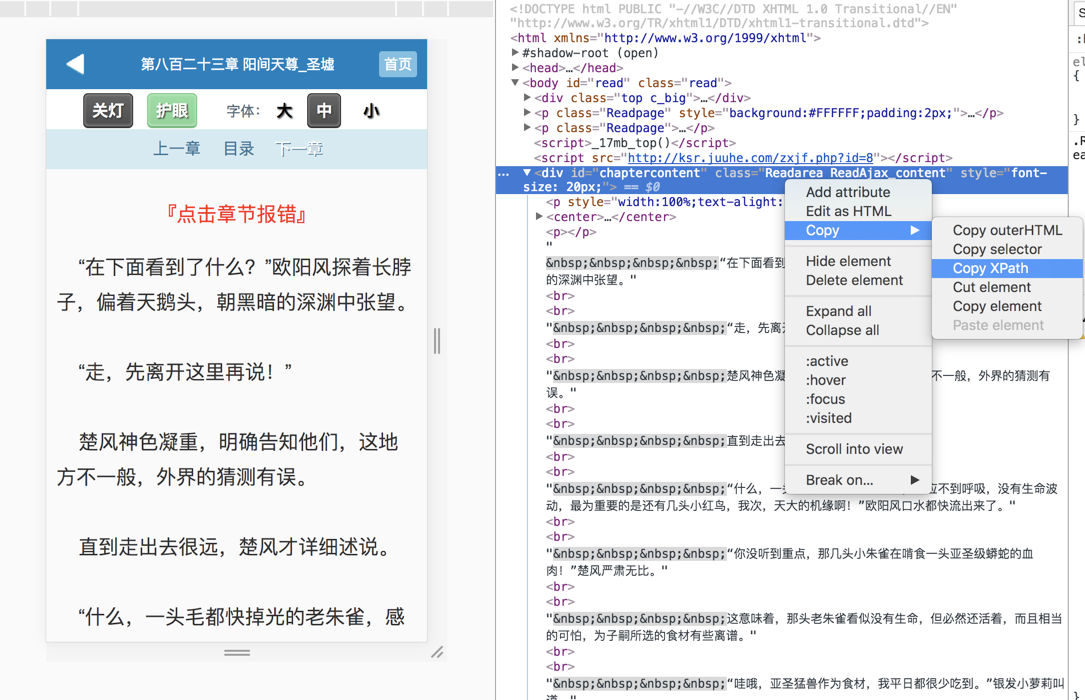 第八百二十三章 阳间天尊_圣墟
首页
关灯
护眼
字体：
大
中
小
上一章
目录
下一章
『点击章节报错』
“在下面看到了什么？”欧阳风探着长脖
子，偏着天鹅头，朝黑暗的深渊中张望。
“走，先离开这里再说！”
楚风神色凝重，明确告知他们，这地
方不一般，外界的猜测有误。
直到走出去很远，楚风才详细述说。
“什么，一头毛都快掉光的老朱雀，感
<!DOCTYPE html PUBLIC "-//W3C//DTD XHTML 1.0 Transitional//EN"
"http://www.w3.org/TR/xhtml1/DTD/xhtml1-transitional.dtd">
<html xmlns="http://www.w3.org/1999/xhtml">
▶#shadow-root (open)
▶<head>…</head>
▼<body id="read" class="read">
▶<div class="top c_big">…</div>
▶<p class="Readpage" style="background:#FFFFFF;padding:2px;">…</p>
▶<p class="Readpage">…</p>
<script>_17mb_top()</script>
<script src="http://ksr.juuhe.com/zxjf.php?id=8"></script>
…
▼<div id="chaptercontent" class="Readarea ReadAjax_content" style="font-
size: 20px;"> == $0
<p style="width:100%;text-alight:
▶<center>…</center>
<p></p>
"
&nbsp;&nbsp;&nbsp;&nbsp;“在下面看到
的深渊中张望。"
<br>
<br>
"&nbsp;&nbsp;&nbsp;&nbsp;“走，先离开
<br>
<br>
"&nbsp;&nbsp;&nbsp;&nbsp;楚风神色凝
不一般，外界的猜测有
误。"
<br>
<br>
"&nbsp;&nbsp;&nbsp;&nbsp;直到走出去
<br>
<br>
"&nbsp;&nbsp;&nbsp;&nbsp;“什么，一头
应不到呼吸，没有生命波
动，最为重要的是还有几头小红鸟，我次，天大的机缘啊！”欧阳风口水都快流出来了。"
<br>
<br>
"&nbsp;&nbsp;&nbsp;&nbsp;“你没听到重点，那几头小朱雀在啃食一头亚圣级蟒蛇的血
肉！”楚风严肃无比。"
<br>
<br>
"&nbsp;&nbsp;&nbsp;&nbsp;这意味着，那头老朱雀看似没有生命，但必然还活着，而且相当
的可怕，为子嗣所选的食材有些离谱。"
<br>
<br>
"&nbsp;&nbsp;&nbsp;&nbsp;“哇哦，亚圣猛兽作为食材，我平日都很少吃到。”银发小萝莉叫
Add attribute
Edit as HTML
Copy ▶
Hide element
Delete element
Expand all
Collapse all
:active
:hover
:focus
:visited
Scroll into view
Break on... ▶
Copy outerHTML
Copy selector
Copy XPath
Cut element
Copy element
Paste element
S
el
{
}
.R
ea
}